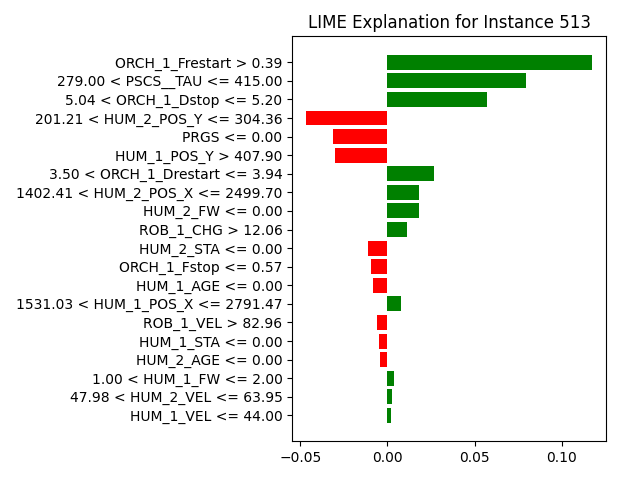 LIME Explanation for Instance 513
ORCH_1_Frestart > 0.39
279.00 < PSCS__TAU <= 415.00
5.04 < ORCH_1_Dstop <= 5.20
201.21 < HUM_2_POS_Y <= 304.36
PRGS <= 0.00
HUM_1_POS_Y > 407.90
3.50 < ORCH_1_Drestart <= 3.94
1402.41 < HUM_2_POS_X <= 2499.70
HUM_2_FW <= 0.00
ROB_1_CHG > 12.06
HUM_2_STA <= 0.00
ORCH_1_Fstop <= 0.57
HUM_1_AGE <= 0.00
1531.03 < HUM_1_POS_X <= 2791.47
ROB_1_VEL > 82.96
HUM_1_STA <= 0.00
HUM_2_AGE <= 0.00
1.00 < HUM_1_FW <= 2.00
47.98 < HUM_2_VEL <= 63.95
HUM_1_VEL <= 44.00
−0.05 0.00 0.05 0.10